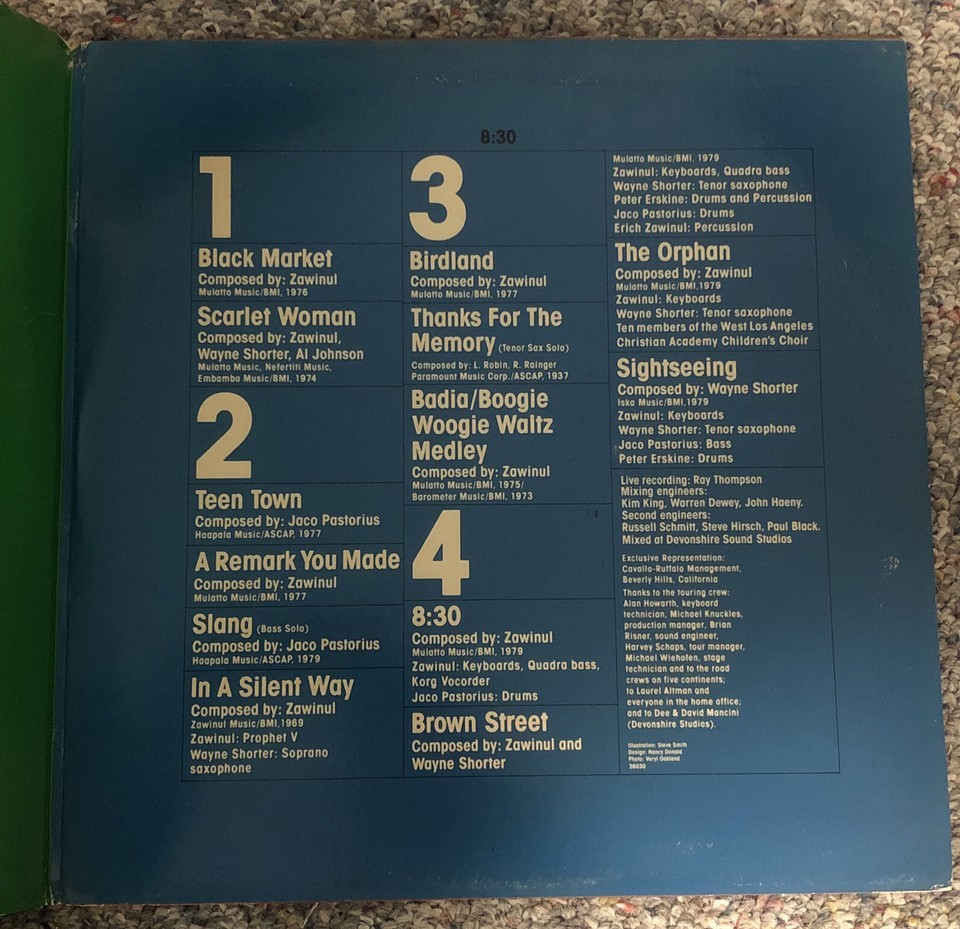 8:30
1
Black Market
Composed by: Zawinul
Mulatto Music/BMI, 1976
Scarlet Woman
Composed by: Zawinul,
Wayne Shorter, Al Johnson
Mulatto Music, Nefertiti Music,
Embamba Music/BMI, 1974
2
Teen Town
Composed by: Jaco Pastorius
Haapala Music/ASCAP, 1977
A Remark You Made
Composed by: Zawinul
Mulatto Music/BMI, 1977
Slang (Bass Solo)
Composed by: Jaco Pastorius
Haapala Music/ASCAP, 1979
In A Silent Way
Composed by: Zawinul
Zawinul Music/BMI,1969
Zawinul: Prophet V
Wayne Shorter: Soprano
saxophone
3
Birdland
Composed by: Zawinul
Mulatto Music/BMI, 1977
Thanks For The
Memory (Tenor Sax Solo)
Composed by: L. Robin, R. Rainger
Paramount Music Corp./ASCAP, 1937
Badia/Boogie
Woogie Waltz
Medley
Composed by: Zawinul
Mulatto Music/BMI, 1975/
Barometer Music/BMI, 1973
4
8:30
Composed by: Zawinul
Mulatto Music/BMI, 1979
Zawinul: Keyboards, Quadra bass,
Korg Vocorder
Jaco Pastorius: Drums
Brown Street
Composed by: Zawinul and
Wayne Shorter
Mulatto Music/BMI, 1979
Zawinul: Keyboards, Quadra bass
Wayne Shorter: Tenor saxophone
Peter Erskine: Drums and Percussion
Jaco Pastorius: Drums
Erich Zawinul: Percussion
The Orphan
Composed by: Zawinul
Mulatto Music/BMI,1979
Zawinul: Keyboards
Wayne Shorter: Tenor saxophone
Ten members of the West Los Angeles
Christian Academy Children's Choir
Sightseeing
Composed by: Wayne Shorter
Iska Music/BMI,1979
Zawinul: Keyboards
Wayne Shorter: Tenor saxophone
Jaco Pastorius: Bass
Peter Erskine: Drums
Live recording: Ray Thompson
Mixing engineers:
Kim King, Warren Dewey, John Haeny.
Second engineers:
Russell Schmitt, Steve Hirsch, Paul Black.
Mixed at Devonshire Sound Studios
Exclusive Representation:
Cavallo-Ruffalo Management,
Beverly Hills, California
Thanks to the touring crew:
Alan Howarth, keyboard
technician, Michael Knuckles,
production manager, Brian
Risner, sound engineer,
Harvey Schaps, tour manager,
Michael Wiehofen, stage
technician and to the road
crews on five continents;
to Laurel Altman and
everyone in the home office;
and to Dee & David Mancini
(Devonshire Studios).
Illustration: Steve Smith
Design: Nancy Donald
Photo: Veryl Oakland
36030